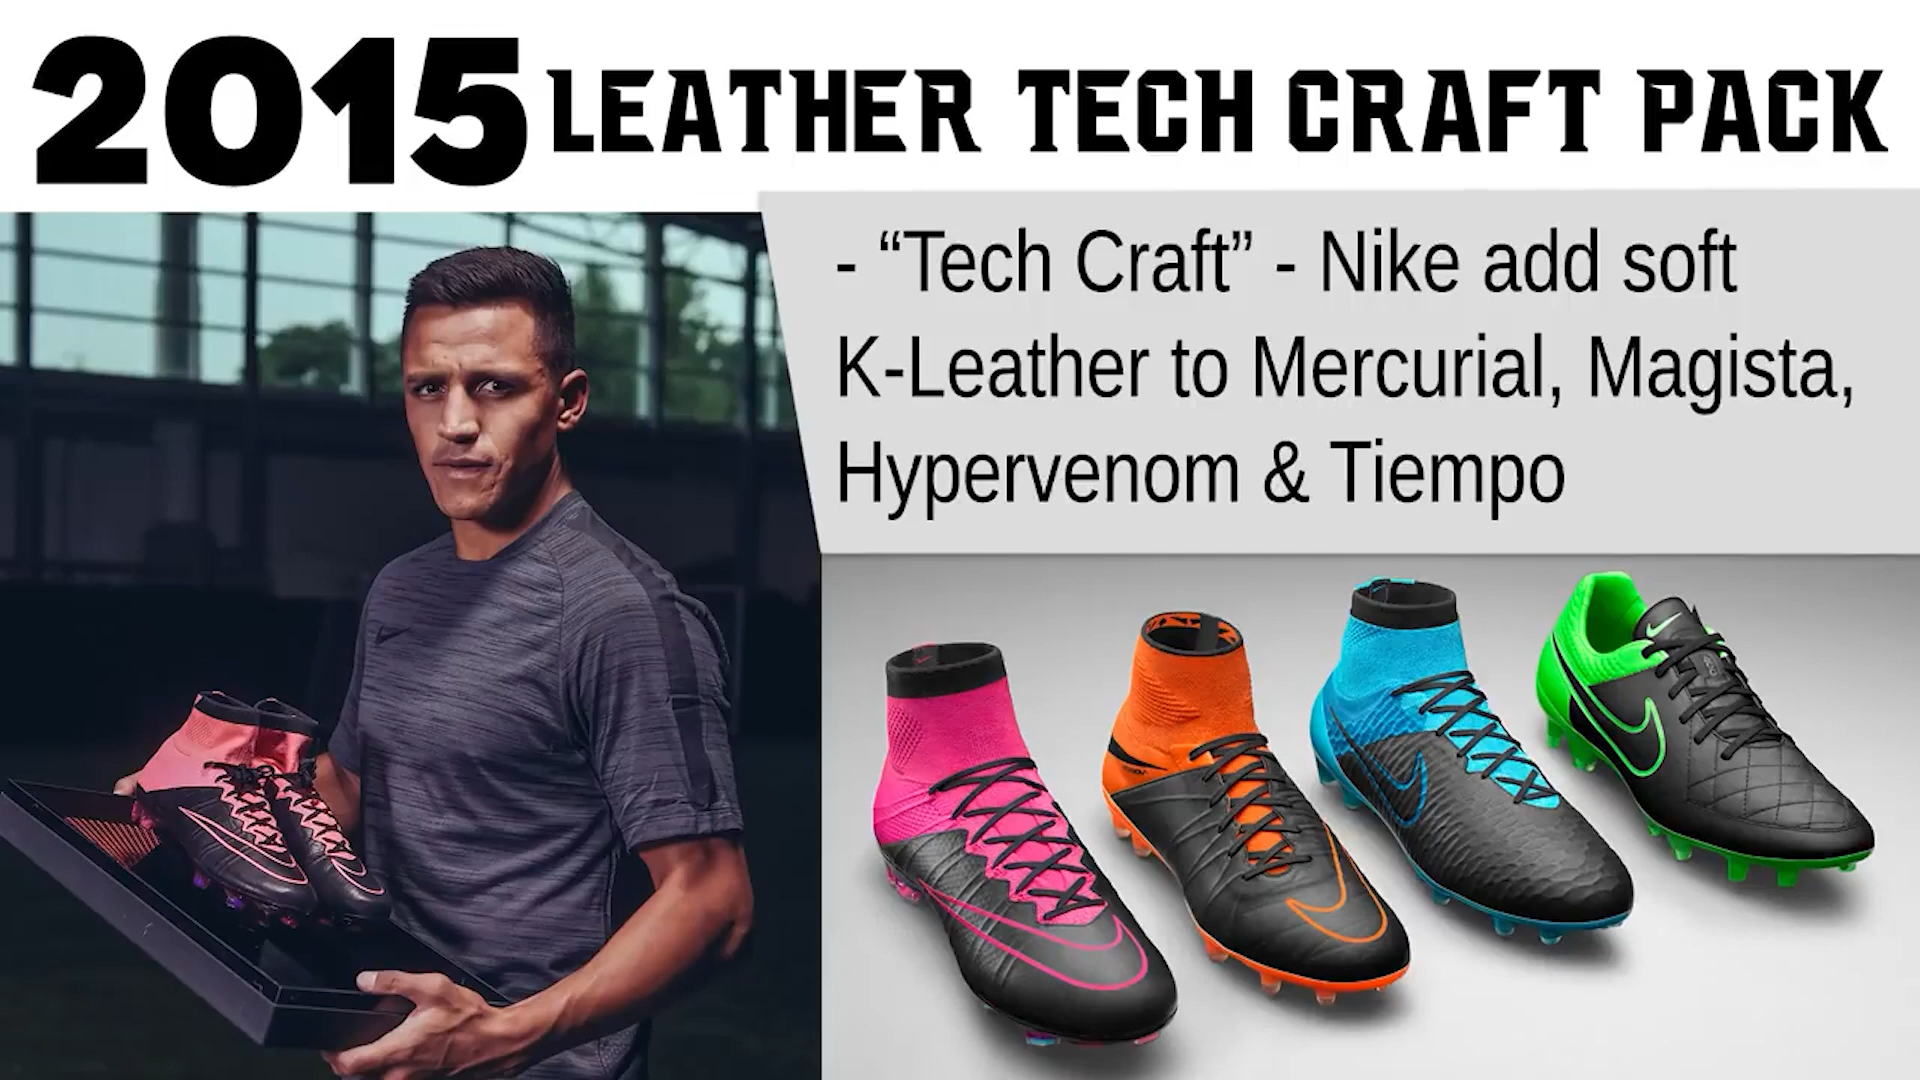 2015 LEATHER TECH CRAFT PACK
- “Tech Craft” - Nike add soft
K-Leather to Mercurial, Magista,
Hypervenom & Tiempo